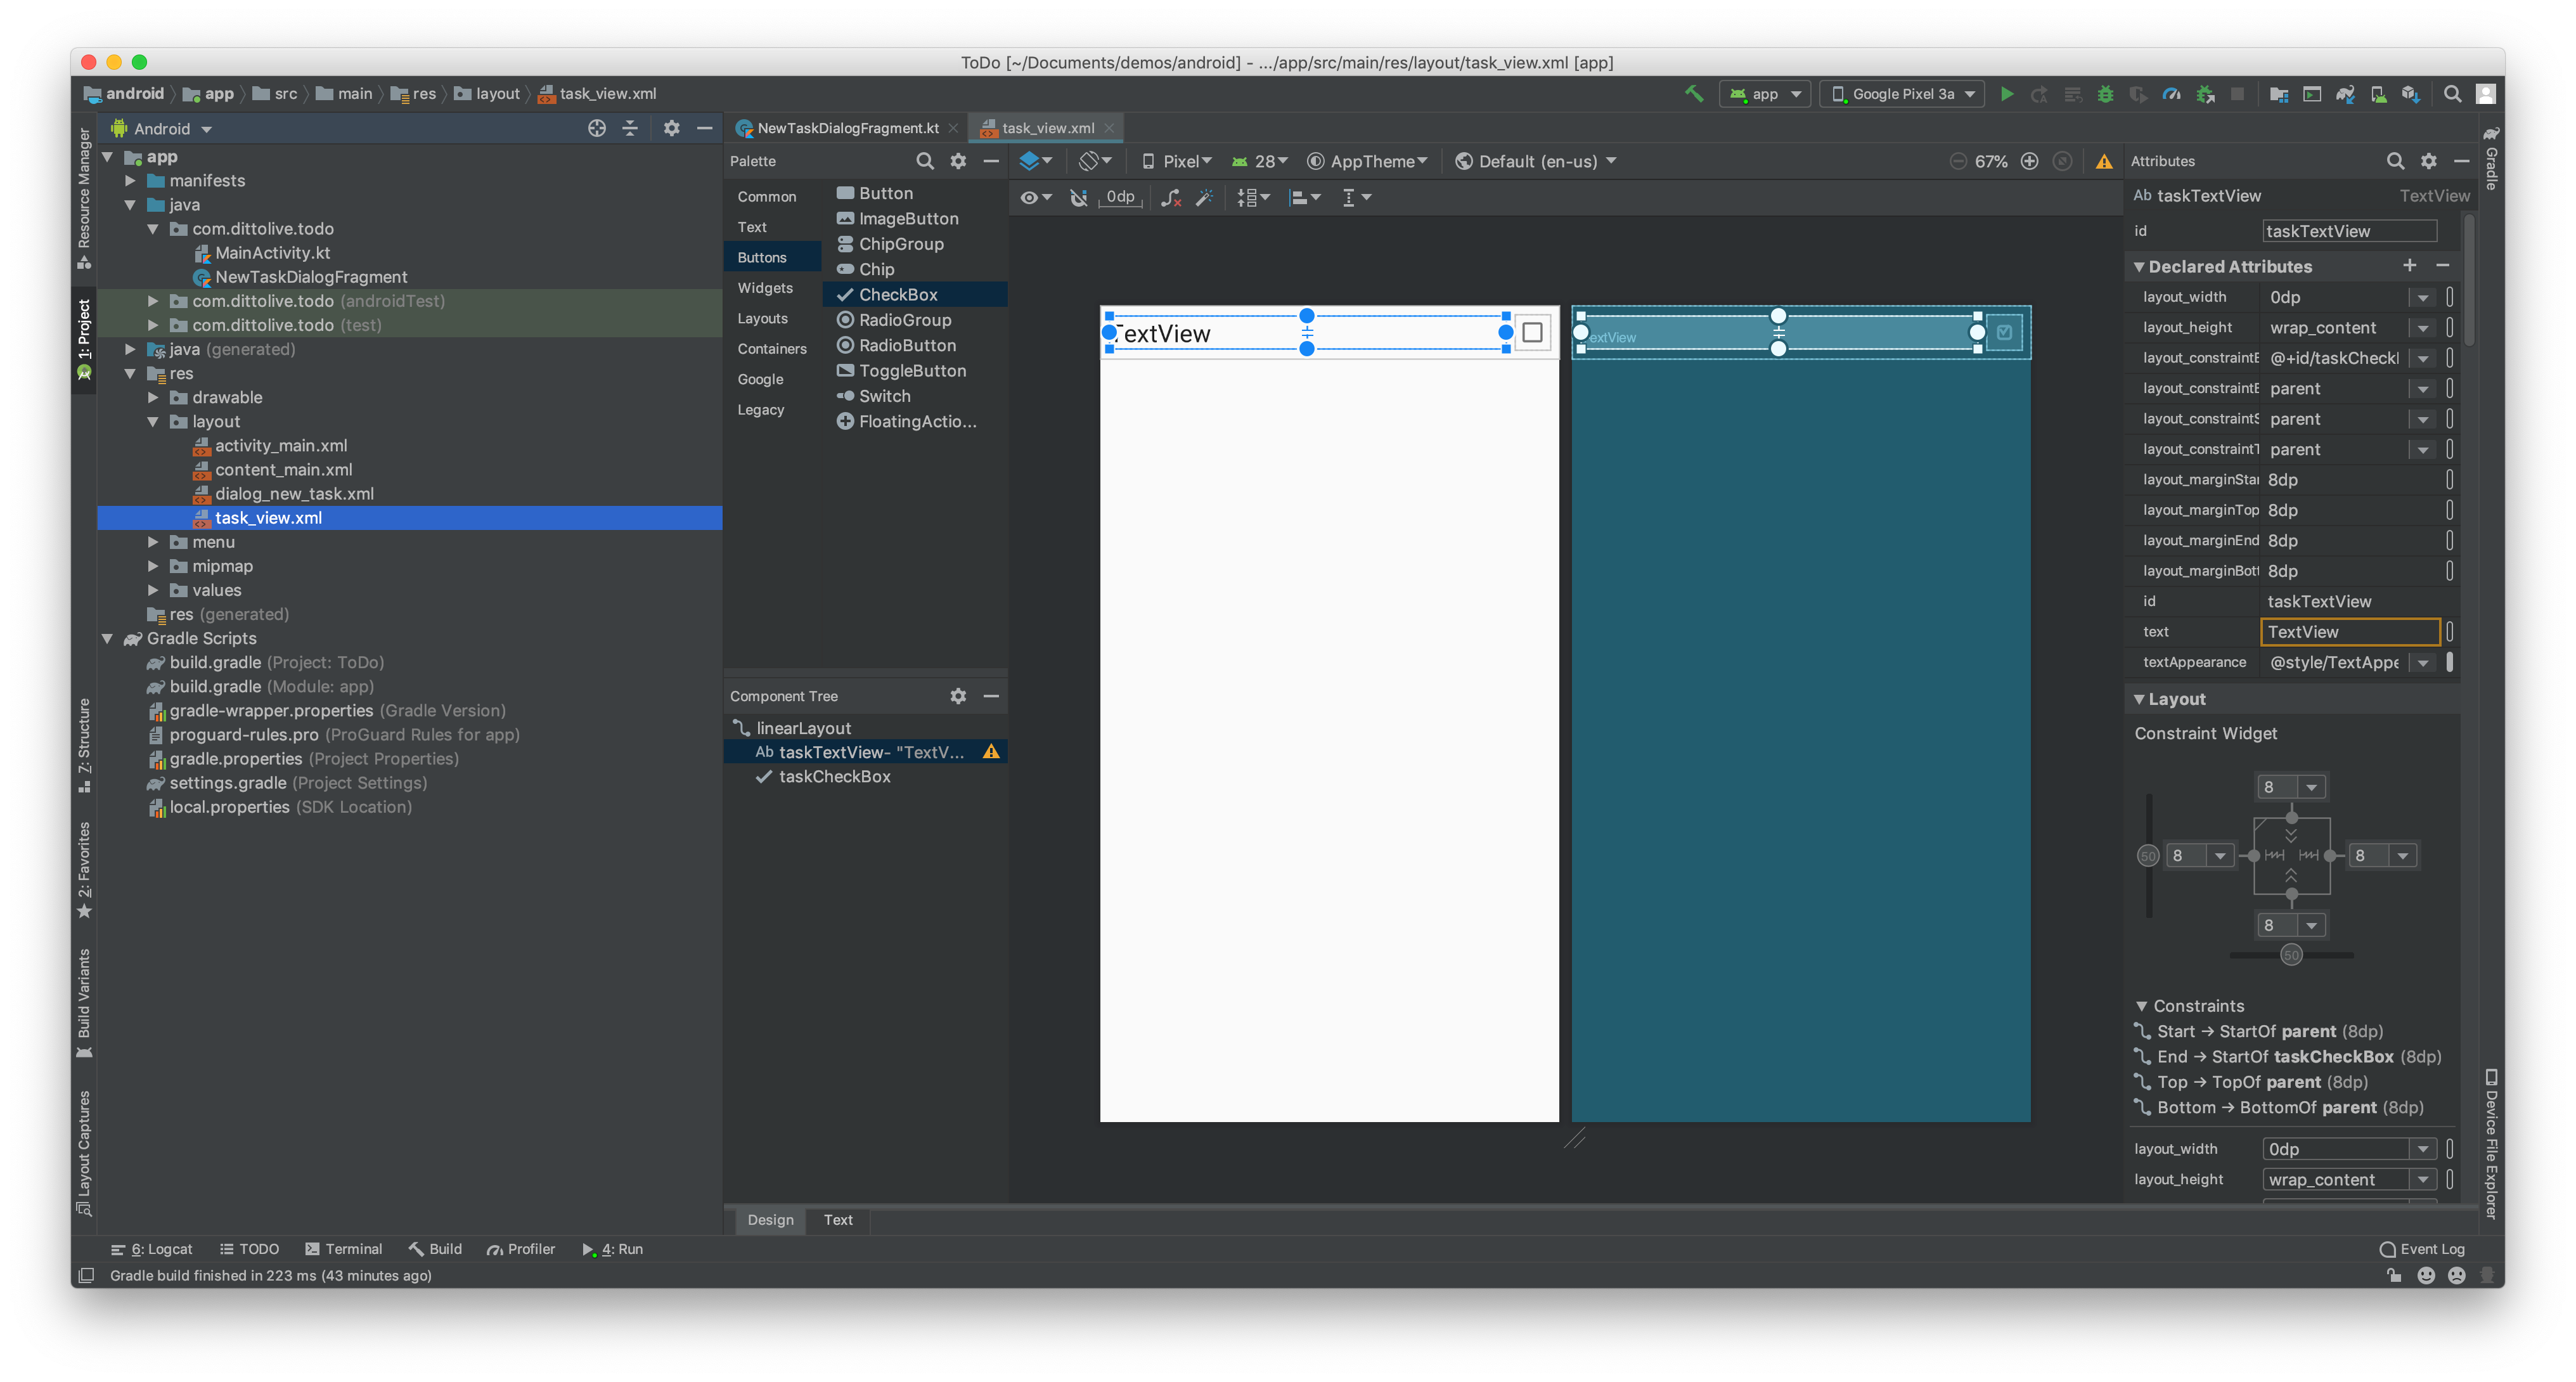 ToDo [~/Documents/demos/android] - .../app/src/main/res/layout/task_view.xml [app]
android app src main res layout task_view.xml
app Google Pixel 3a
Resource Manager
1: Project
Z: Structure
2: Favorites
Build Variants
Layout Captures
Android
app
manifests
java
com.dittolive.todo
MainActivity.kt
NewTaskDialogFragment
com.dittolive.todo (androidTest)
com.dittolive.todo (test)
java (generated)
res
drawable
layout
activity_main.xml
content_main.xml
dialog_new_task.xml
task_view.xml
menu
mipmap
values
res (generated)
Gradle Scripts
build.gradle (Project: ToDo)
build.gradle (Module: app)
gradle-wrapper.properties (Gradle Version)
proguard-rules.pro (ProGuard Rules for app)
gradle.properties (Project Properties)
settings.gradle (Project Settings)
local.properties (SDK Location)
NewTaskDialogFragment.kt task_view.xml
Palette
Common
Text
Buttons
Widgets
Layouts
Containers
Google
Legacy
Button
ImageButton
ChipGroup
Chip
CheckBox
RadioGroup
RadioButton
ToggleButton
Switch
FloatingActio...
Component Tree
linearLayout
Ab taskTextView- "TextV...
taskCheckBox
Pixel 28 AppTheme Default (en-us) 67%
0dp
TextView
extView
Design Text
Attributes
Ab taskTextView TextView
id taskTextView
Declared Attributes
layout_width 0dp
layout_height wrap_content
layout_constraintE @+id/taskCheckl
layout_constraintE parent
layout_constraintS parent
layout_constraintT parent
layout_marginStar 8dp
layout_marginTop 8dp
layout_marginEnd 8dp
layout_marginBott 8dp
id taskTextView
text TextView
textAppearance @style/TextAppe
Layout
Constraint Widget
8
50 8 8
8
50
Constraints
Start → StartOf parent (8dp)
End → StartOf taskCheckBox (8dp)
Top → TopOf parent (8dp)
Bottom → BottomOf parent (8dp)
layout_width 0dp
layout_height wrap_content
Gradle
Device File Explorer
6: Logcat TODO Terminal Build Profiler 4: Run Event Log
Gradle build finished in 223 ms (43 minutes ago)